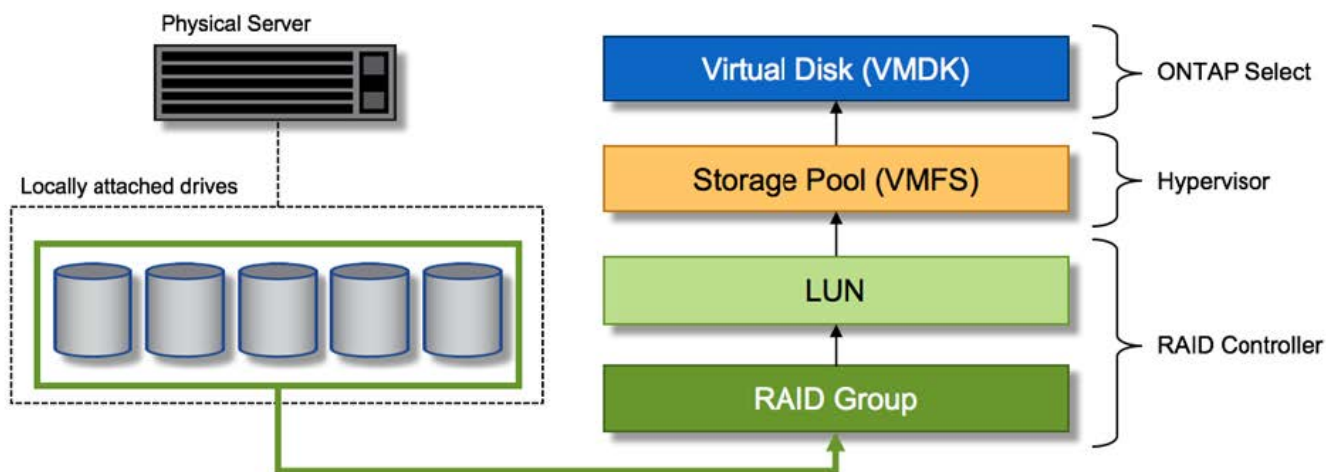 Physical Server
Locally attached drives
Virtual Disk (VMDK)
ONTAP Select
Storage Pool (VMFS)
Hypervisor
LUN
RAID Controller
RAID Group